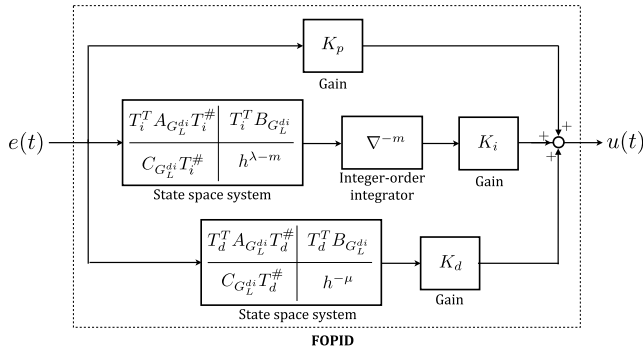 K_p
Gain
e(t)
T_i^T A_{G_L^{di}} T_i^# T_i^T B_{G_L^{di}}
C_{G_L^{di}} T_i^# h^{λ−m}
State space system
∇^{−m}
Integer-order
integrator
K_i
Gain
+
+
+
u(t)
T_d^T A_{G_L^{di}} T_d^# T_d^T B_{G_L^{di}}
C_{G_L^{di}} T_d^# h^{−μ}
State space system
K_d
Gain
FOPID